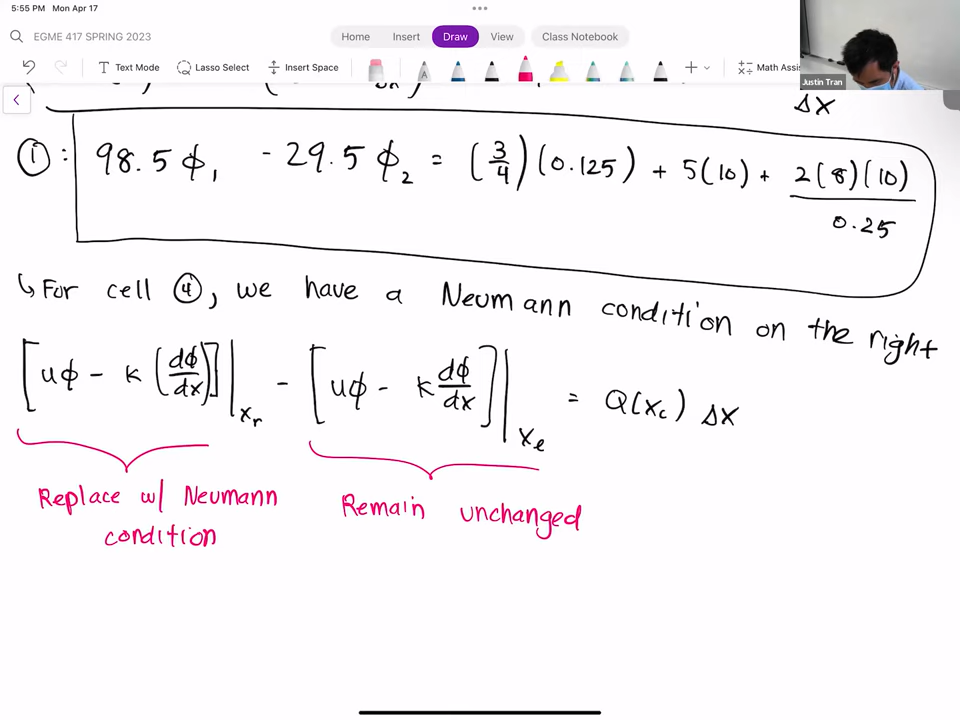 5:55 PM Mon Apr 17
EGME 417 SPRING 2023
Home Insert Draw View Class Notebook
Text Mode Lasso Select Insert Space Math Assis
Justin Tran
Δx
① : 98.5 ϕ₁ - 29.5 ϕ₂ = (3/4)(0.125) + 5(10) + 2(8)(10)/0.25
↳ For cell ④, we have a Neumann condition on the right
[uϕ - k (dϕ/dx)]|xᵣ - [uϕ - k dϕ/dx]|xₗ = Q(x_c) Δx
Replace w/ Neumann condition
Remain unchanged